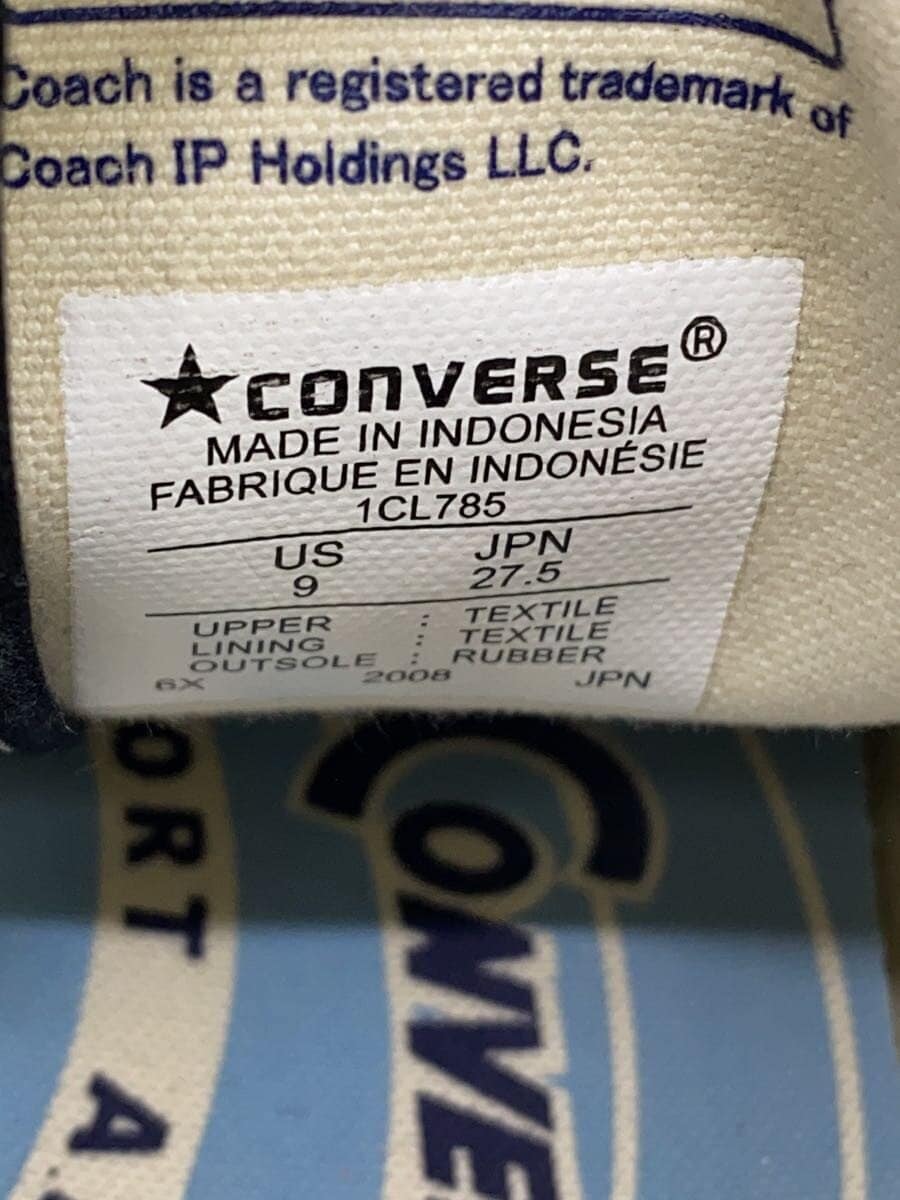 Coach is a registered trademark of
Coach IP Holdings LLC.
★CONVERSE®
MADE IN INDONESIA
FABRIQUE EN INDONÉSIE
1CL785
US JPN
9 27.5
UPPER : TEXTILE
LINING : TEXTILE
OUTSOLE : RUBBER
6X 2008 JPN
ORT A
CONVE